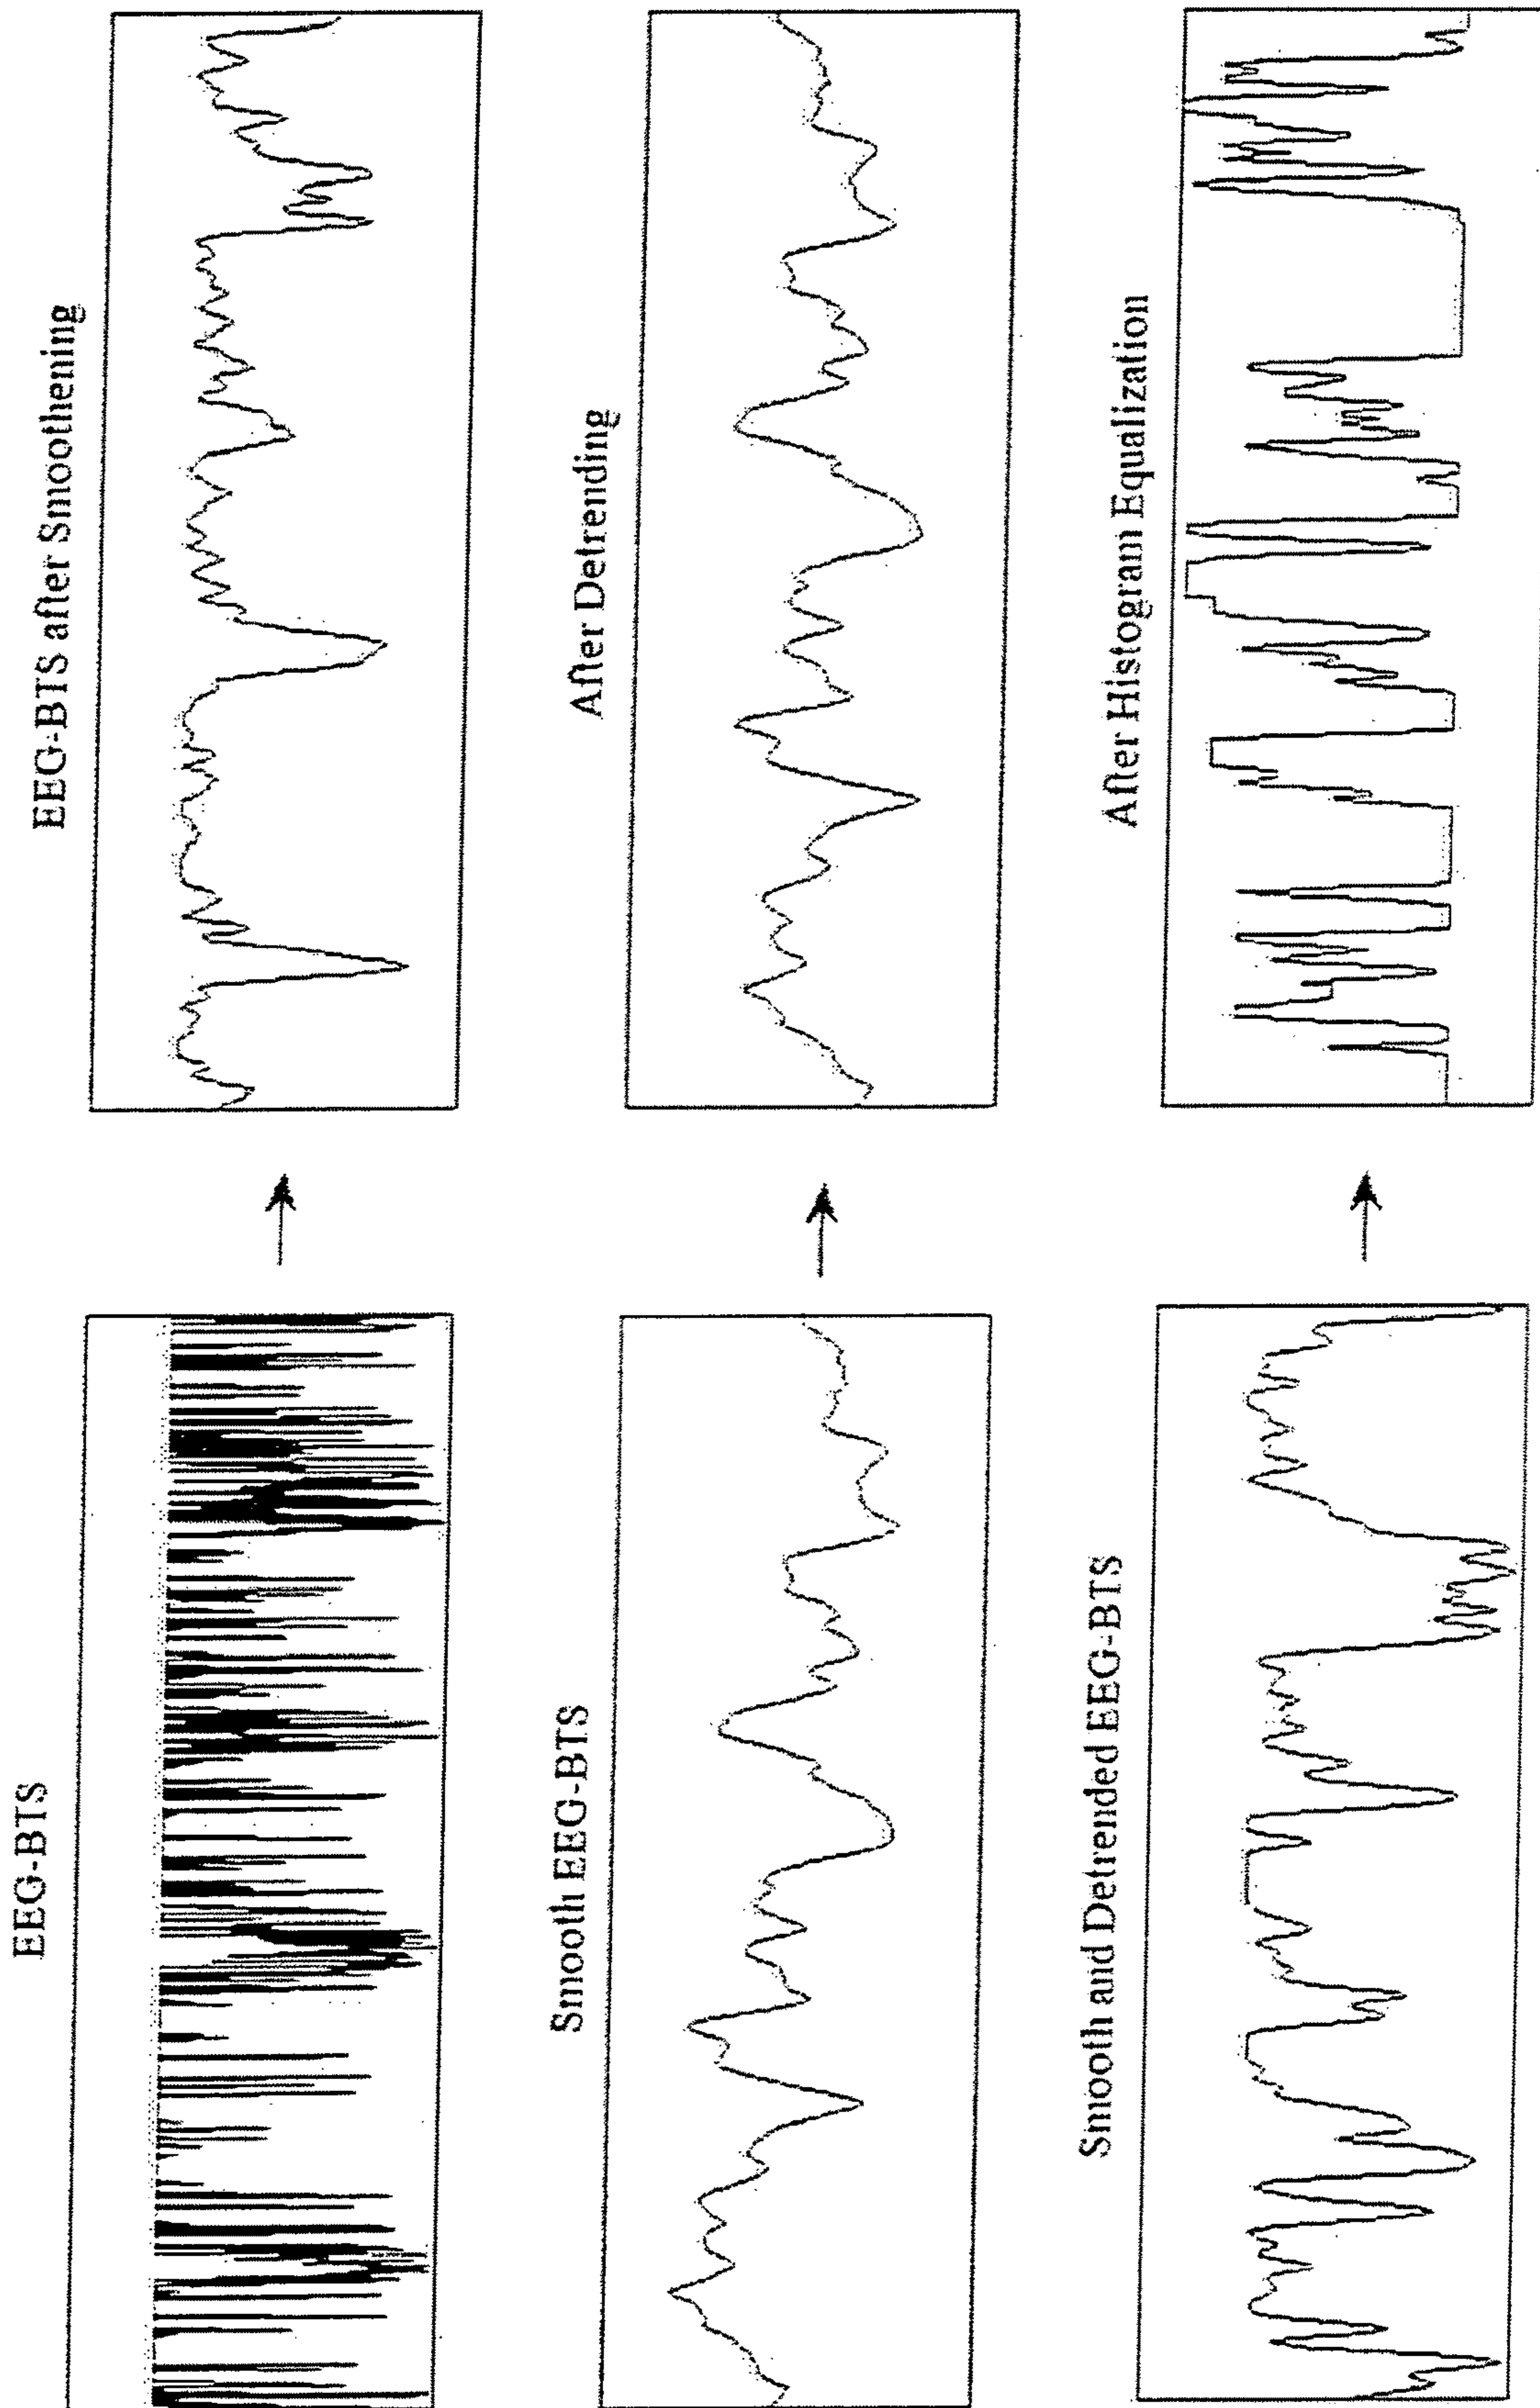 EEG-BTS
EEG-BTS after Smoothening
Smooth EEG-BTS
After Detrending
Smooth and Detrended EEG-BTS
After Histogram Equalization